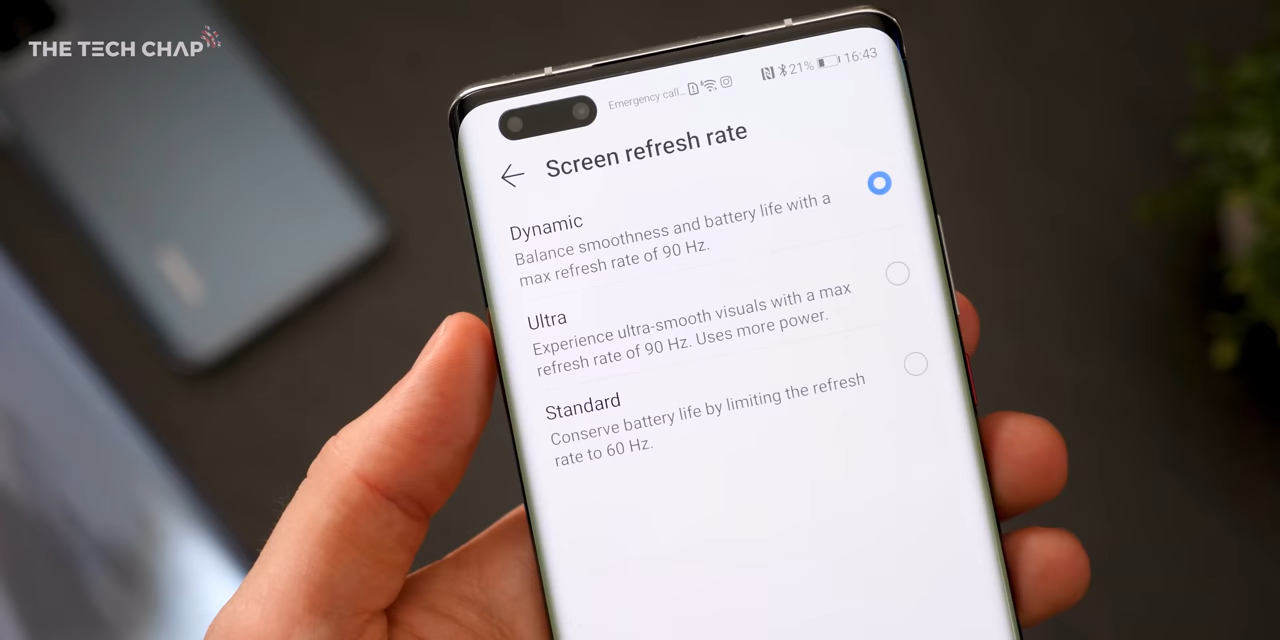 THE TECH CHAP
Emergency call...
21%
16:43
Screen refresh rate
Dynamic
Balance smoothness and battery life with a
max refresh rate of 90 Hz.
Ultra
Experience ultra-smooth visuals with a max
refresh rate of 90 Hz. Uses more power.
Standard
Conserve battery life by limiting the refresh
rate to 60 Hz.